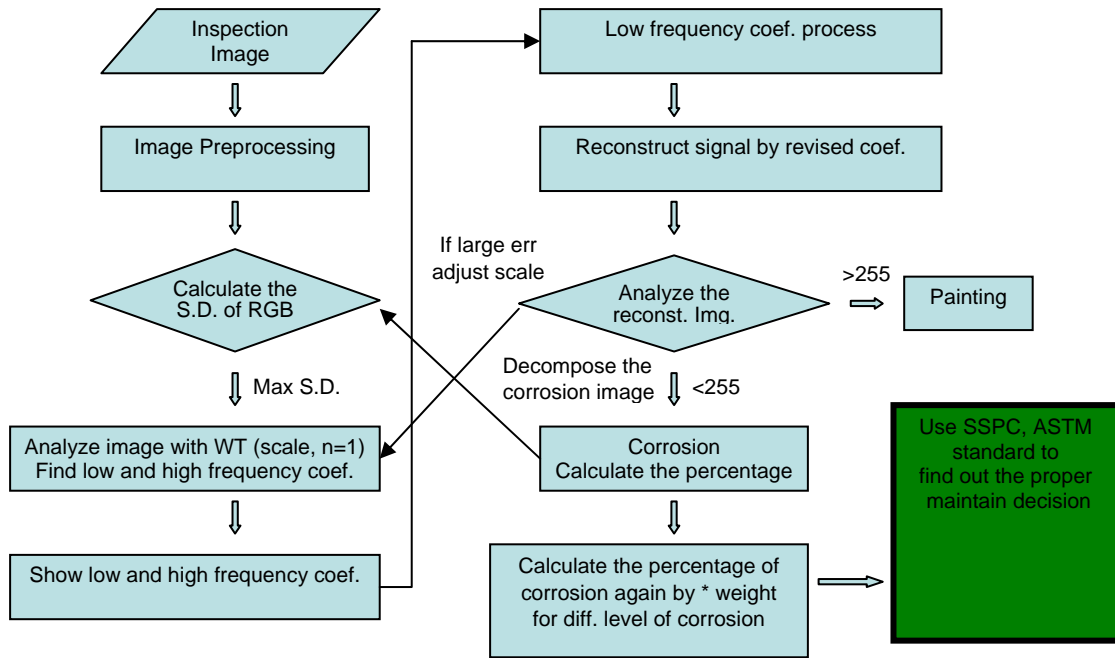 Inspection
Image
Image Preprocessing
Calculate the
S.D. of RGB
Max S.D.
Analyze image with WT (scale, n=1)
Find low and high frequency coef.
Show low and high frequency coef.
Low frequency coef. process
Reconstruct signal by revised coef.
If large err
adjust scale
Analyze the
reconst. Img.
>255
Painting
Decompose the
corrosion image
<255
Corrosion
Calculate the percentage
Calculate the percentage of
corrosion again by * weight
for diff. level of corrosion
Use SSPC, ASTM
standard to
find out the proper
maintain decision